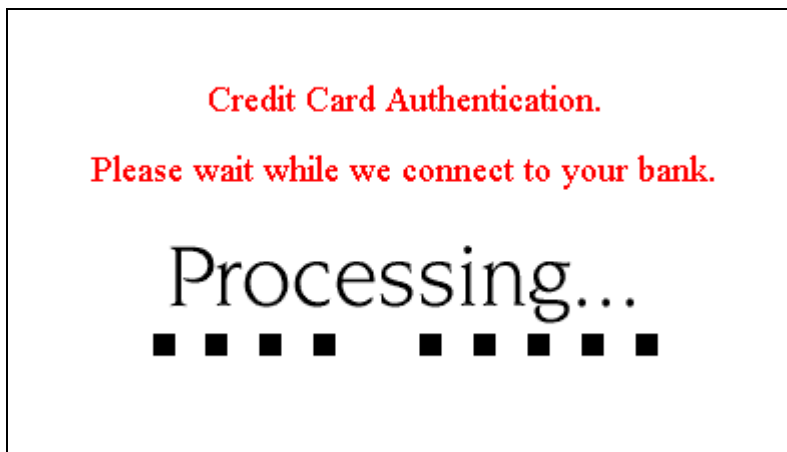 Credit Card Authentication.
Please wait while we connect to your bank.
Processing...